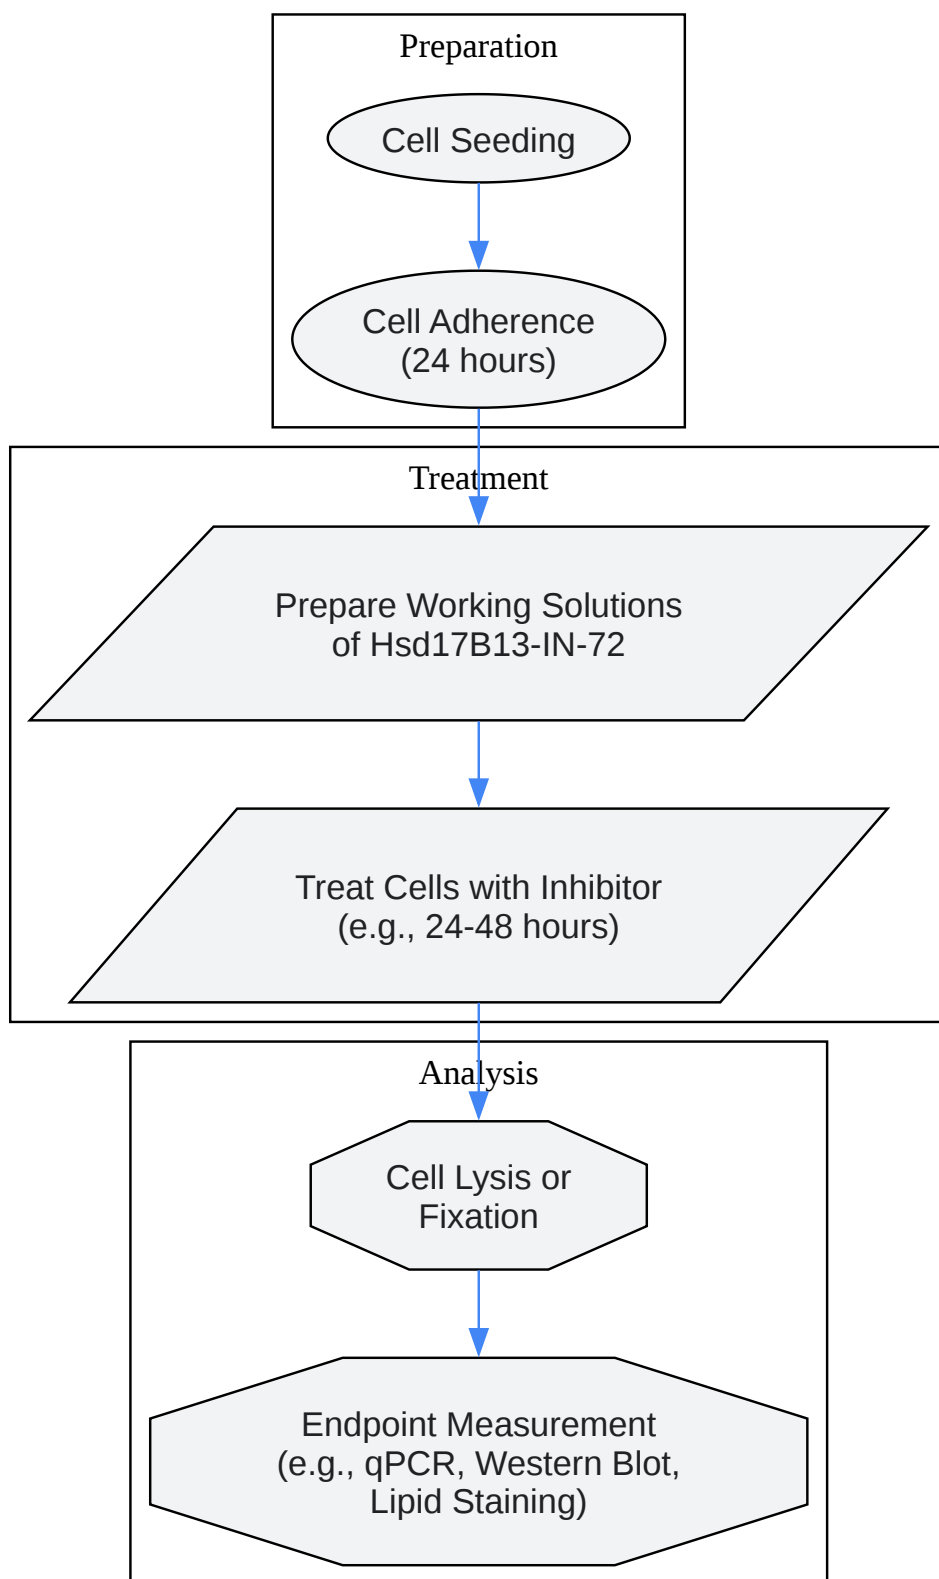 Preparation
Cell Seeding
Cell Adherence
(24 hours)
Treatment
Prepare Working Solutions
of Hsd17B13-IN-72
Treat Cells with Inhibitor
(e.g., 24-48 hours)
Analysis
Cell Lysis or
Fixation
Endpoint Measurement
(e.g., qPCR, Western Blot,
Lipid Staining)